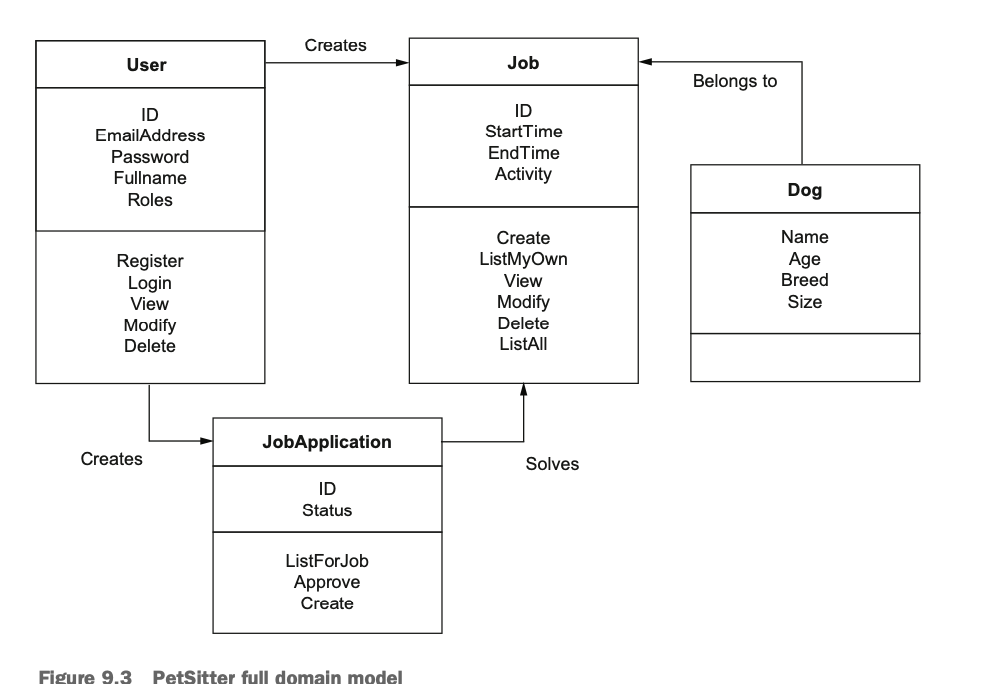 Creates
User
ID
EmailAddress
Password
Fullname
Roles
Register
Login
View
Modify
Delete
Job
ID
StartTime
EndTime
Activity
Create
ListMyOwn
View
Modify
Delete
ListAll
Belongs to
Dog
Name
Age
Breed
Size
Creates
JobApplication
ID
Status
ListForJob
Approve
Create
Solves
Figure 9.3 PetSitter full domain model